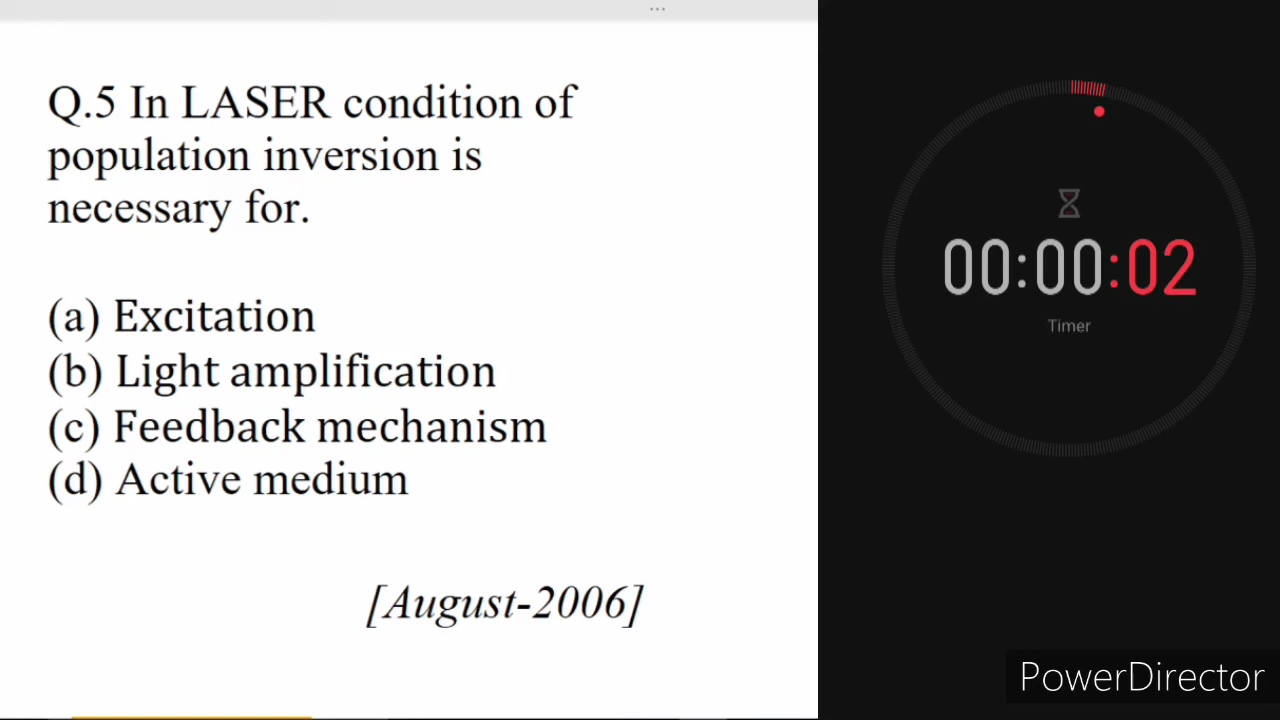 Q.5 In LASER condition of
population inversion is
necessary for.
(a) Excitation
(b) Light amplification
(c) Feedback mechanism
(d) Active medium
[August-2006]
00:00:02
Timer
PowerDirector